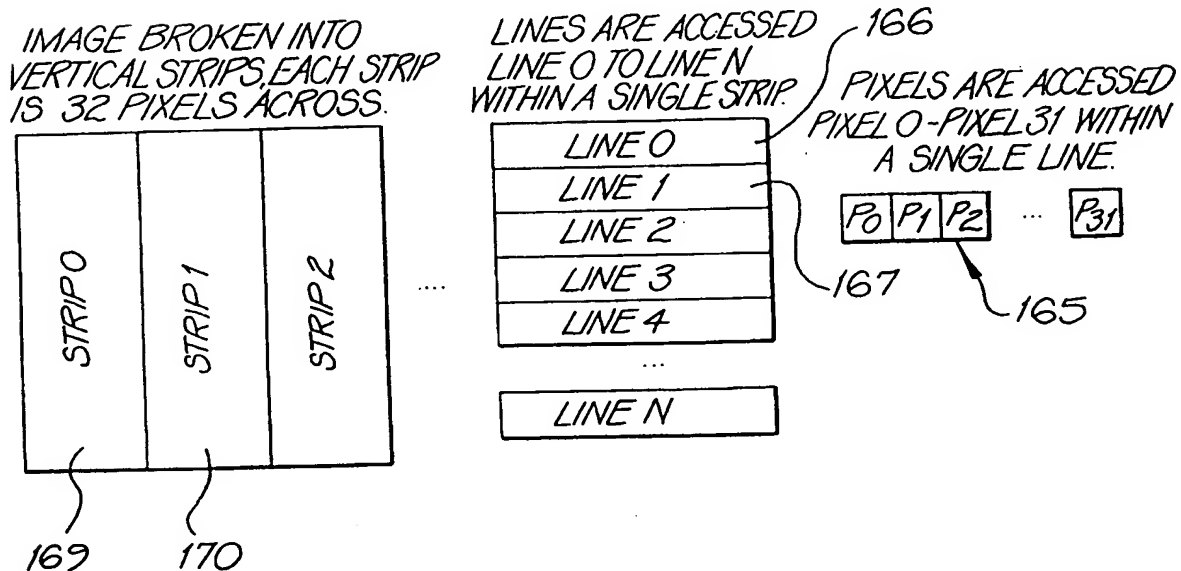 IMAGE BROKEN INTO
VERTICAL STRIPS, EACH STRIP
IS 32 PIXELS ACROSS.
STRIP 0
STRIP 1
STRIP 2
....
169
170
LINES ARE ACCESSED
LINE 0 TO LINE N
WITHIN A SINGLE STRIP.
LINE 0
LINE 1
LINE 2
LINE 3
LINE 4
...
LINE N
166
167
PIXELS ARE ACCESSED
PIXEL 0-PIXEL 31 WITHIN
A SINGLE LINE.
P0 P1 P2 ... P31
165